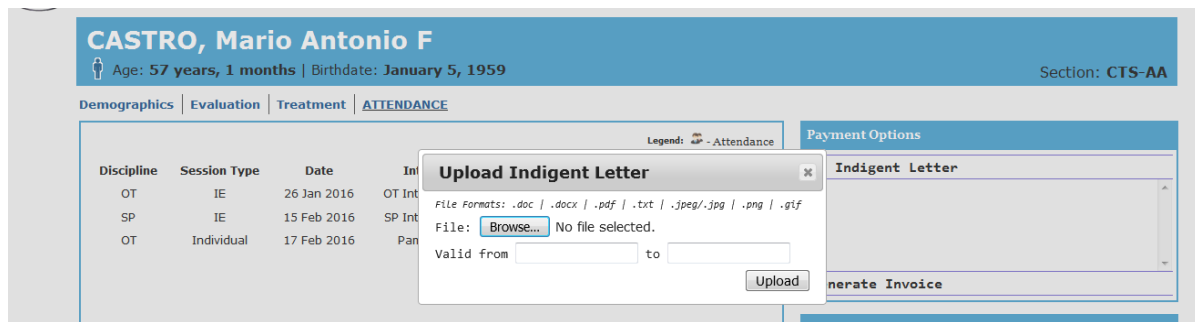 CASTRO, Mario Antonio F
Age: 57 years, 1 months | Birthdate: January 5, 1959
Section: CTS-AA
Demographics | Evaluation | Treatment | ATTENDANCE
Legend: - Attendance
Discipline Session Type Date
OT IE 26 Jan 2016 OT
SP IE 15 Feb 2016 SP
OT Individual 17 Feb 2016
Upload Indigent Letter
File Formats: .doc | .docx | .pdf | .txt | .jpeg/.jpg | .png | .gif
File: Browse... No file selected.
Valid from to
Upload
Payment Options
Indigent Letter
Invoice